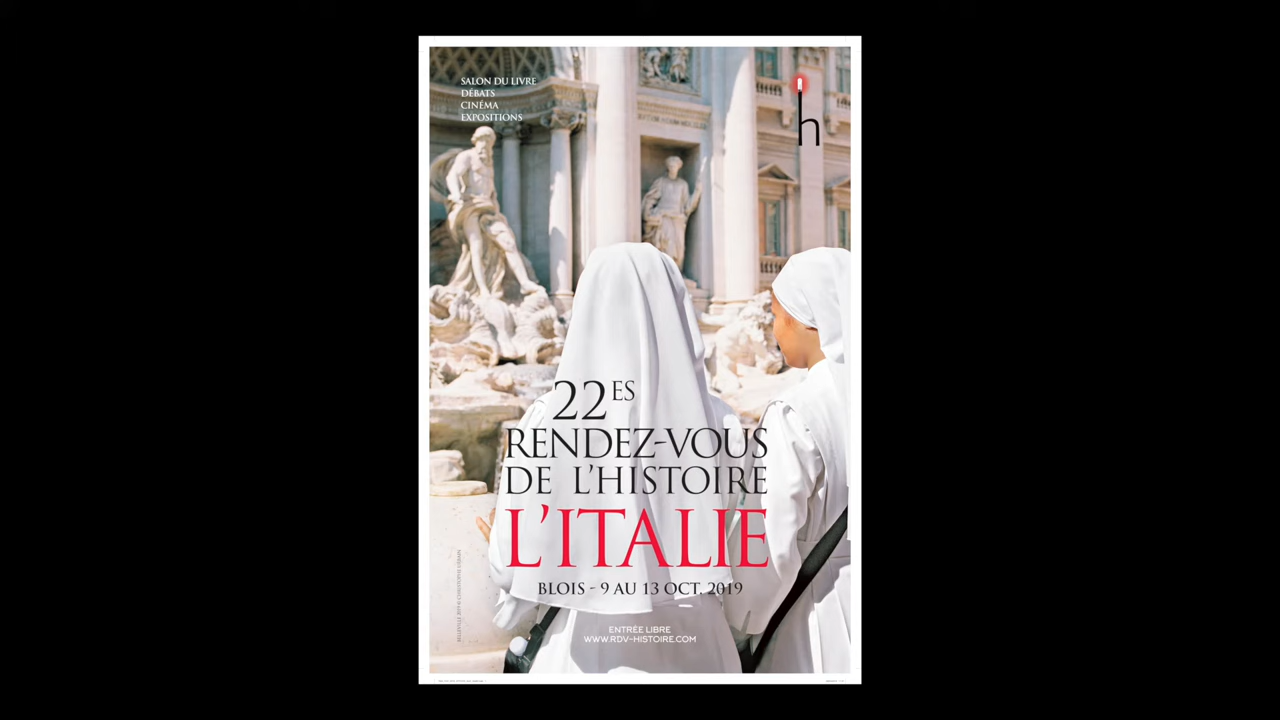 SALON DU LIVRE
DÉBATS
CINÉMA
EXPOSITIONS
h
22ES
RENDEZ-VOUS
DE L'HISTOIRE
L'ITALIE
BLOIS - 9 AU 13 OCT. 2019
ENTRÉE LIBRE
WWW.RDV-HISTOIRE.COM